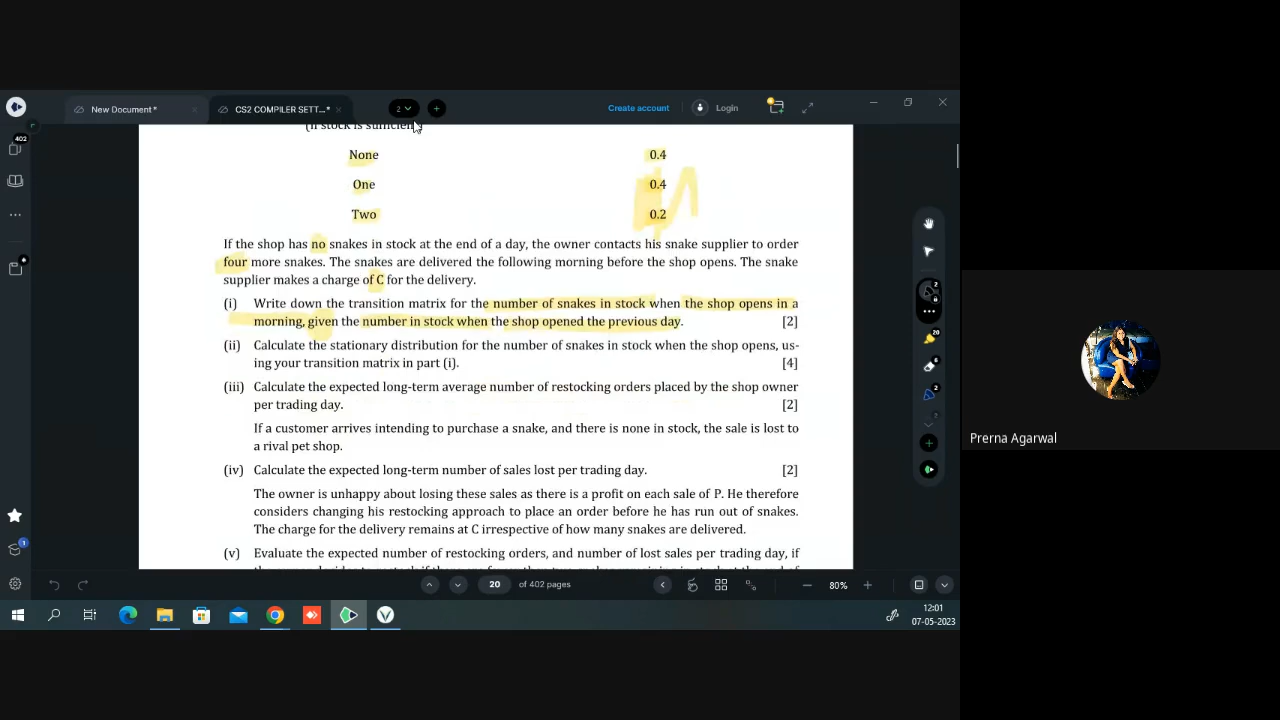 New Document*
CS2 COMPILER SETT...*
2
Create account
Login
402
(if stock is sufficient)
None 0.4
One 0.4
Two 0.2
If the shop has no snakes in stock at the end of a day, the owner contacts his snake supplier to order
four more snakes. The snakes are delivered the following morning before the shop opens. The snake
supplier makes a charge of C for the delivery.
(i) Write down the transition matrix for the number of snakes in stock when the shop opens in a
morning, given the number in stock when the shop opened the previous day. [2]
(ii) Calculate the stationary distribution for the number of snakes in stock when the shop opens, us-
ing your transition matrix in part (i). [4]
(iii) Calculate the expected long-term average number of restocking orders placed by the shop owner
per trading day. [2]
If a customer arrives intending to purchase a snake, and there is none in stock, the sale is lost to
a rival pet shop.
(iv) Calculate the expected long-term number of sales lost per trading day. [2]
The owner is unhappy about losing these sales as there is a profit on each sale of P. He therefore
considers changing his restocking approach to place an order before he has run out of snakes.
The charge for the delivery remains at C irrespective of how many snakes are delivered.
(v) Evaluate the expected number of restocking orders, and number of lost sales per trading day, if
Prerna Agarwal
20 of 402 pages
80%
12:01
07-05-2023